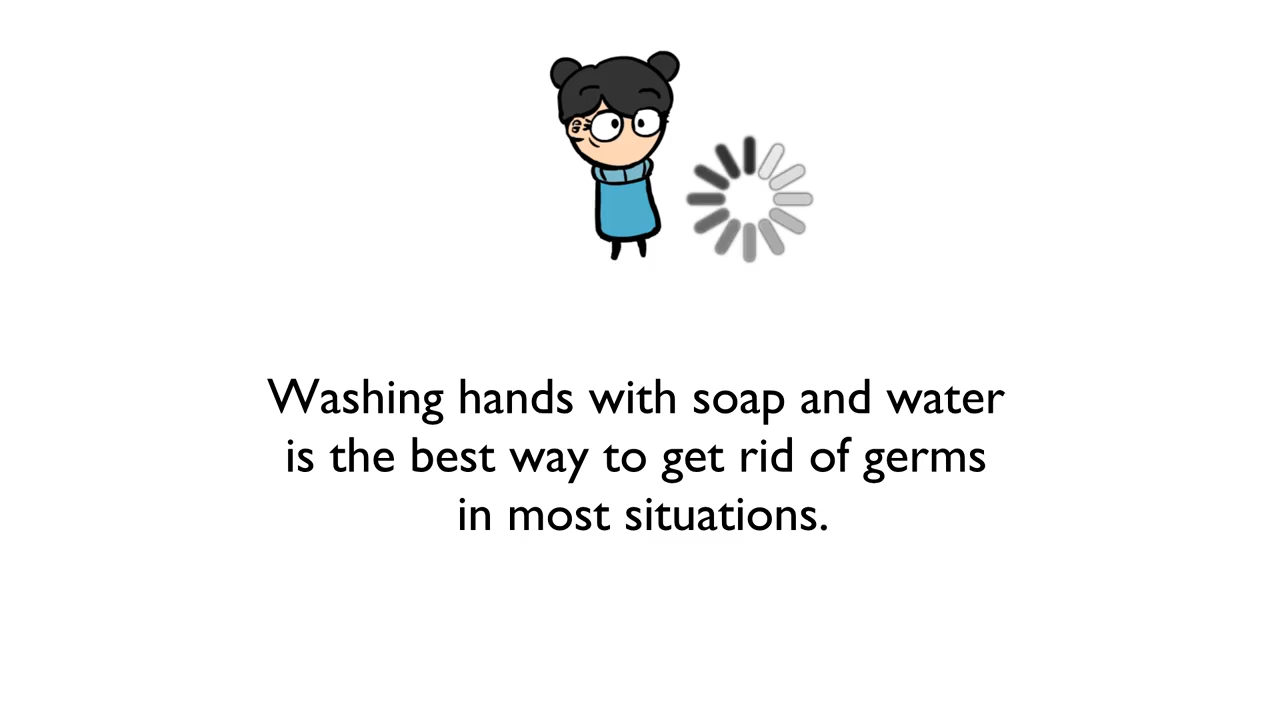 Washing hands with soap and water
is the best way to get rid of germs
in most situations.